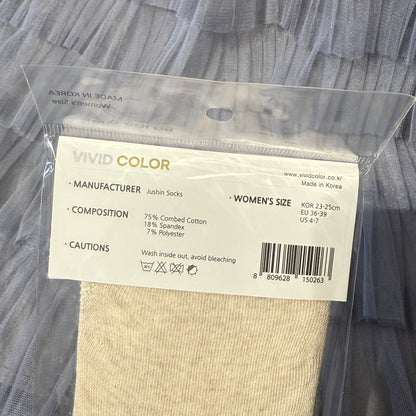 MADE IN KOREA
Women's Size
VIVID COLOR
www.vividcolor.co.kr
Made in Korea
· MANUFACTURER Jushin Socks
· WOMEN'S SIZE KOR 23-25cm
EU 36-39
US 4-7
· COMPOSITION 75% Combed Cotton
18% Spandex
7% Polyester
· CAUTIONS Wash inside out, avoid bleaching
8 809628 150263